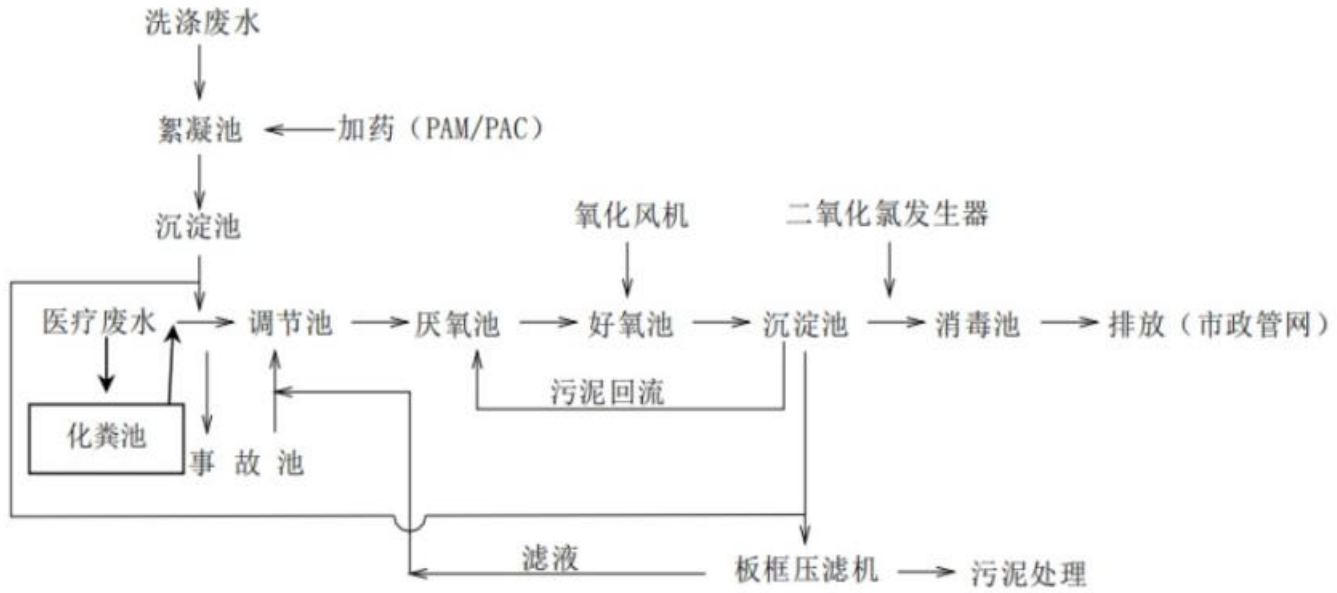 洗涤废水
絮凝池
加药（PAM/PAC）
沉淀池
氧化风机
二氧化氯发生器
医疗废水
调节池
厌氧池
好氧池
沉淀池
消毒池
排放（市政管网）
污泥回流
化粪池
事 故 池
滤液
板框压滤机
污泥处理